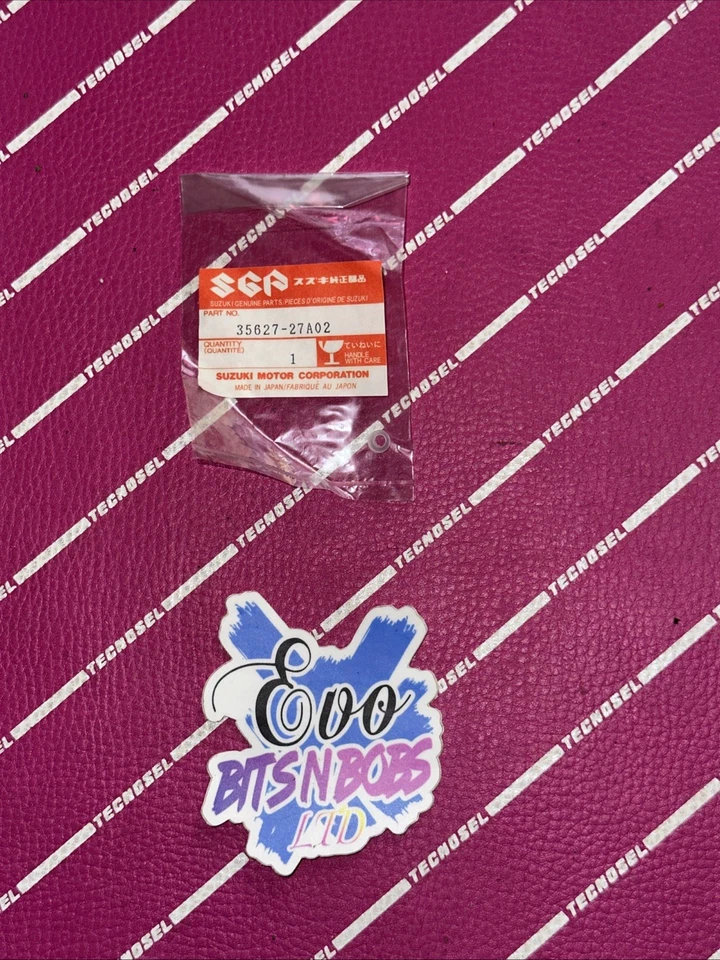 TECNOSEL
SGP スズキ純正部品
SUZUKI GENUINE PARTS/PIECES D'ORIGINE DE SUZUKI
PART NO.
35627-27A02
QUANTITY
(QUANTITÉ)
1
ていねいに
HANDLE
WITH CARE
SUZUKI MOTOR CORPORATION
MADE IN JAPAN/FABRIQUÉ AU JAPON
Evo
BITS N BOBS
LTD